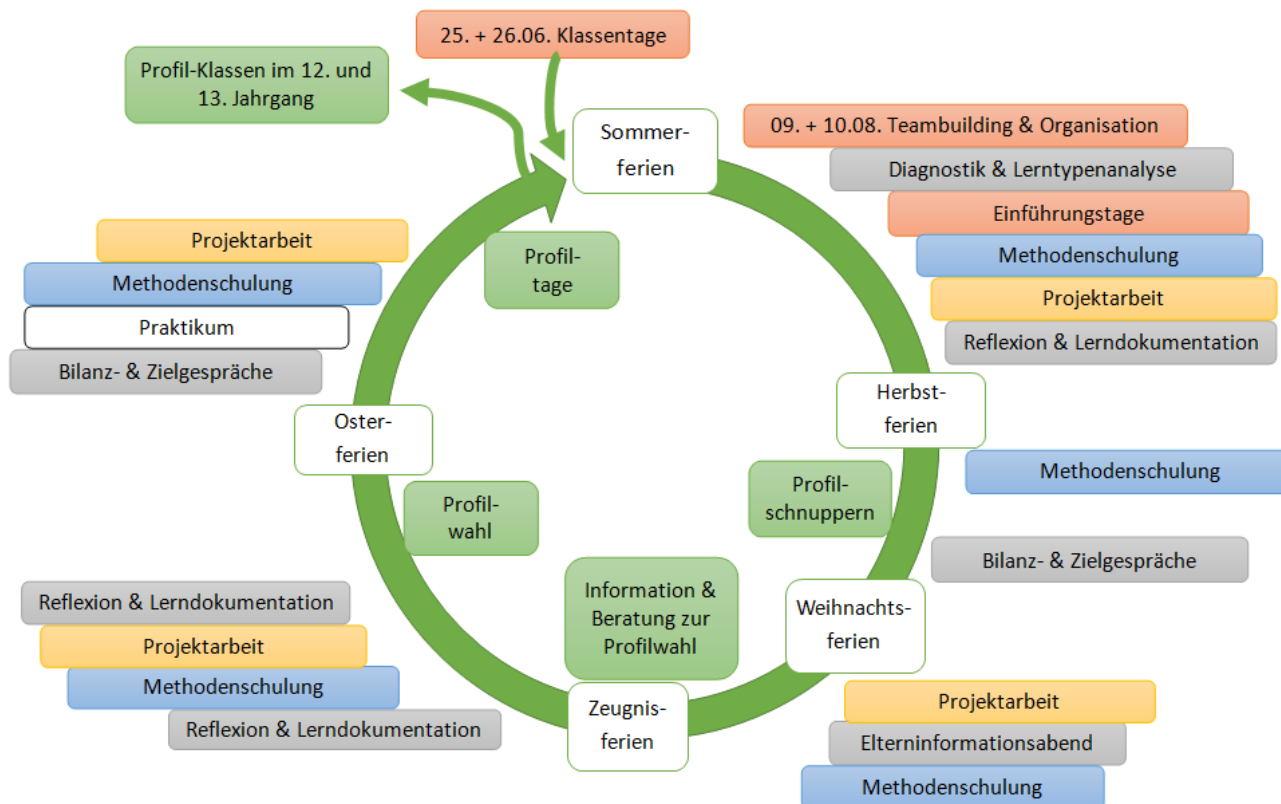 25. + 26.06. Klassentage
Profil-Klassen im 12. und
13. Jahrgang
Sommer-
ferien
09. + 10.08. Teambuilding & Organisation
Diagnostik & Lerntypenanalyse
Einführungstage
Methodenschulung
Projektarbeit
Reflexion & Lerndokumentation
Herbst-
ferien
Methodenschulung
Profil-
schnuppern
Bilanz- & Zielgespräche
Weihnachts-
ferien
Projektarbeit
Elterninformationsabend
Methodenschulung
Information &
Beratung zur
Profilwahl
Zeugnis-
ferien
Reflexion & Lerndokumentation
Projektarbeit
Methodenschulung
Reflexion & Lerndokumentation
Profil-
wahl
Oster-
ferien
Projektarbeit
Methodenschulung
Praktikum
Bilanz- & Zielgespräche
Profil-
tage